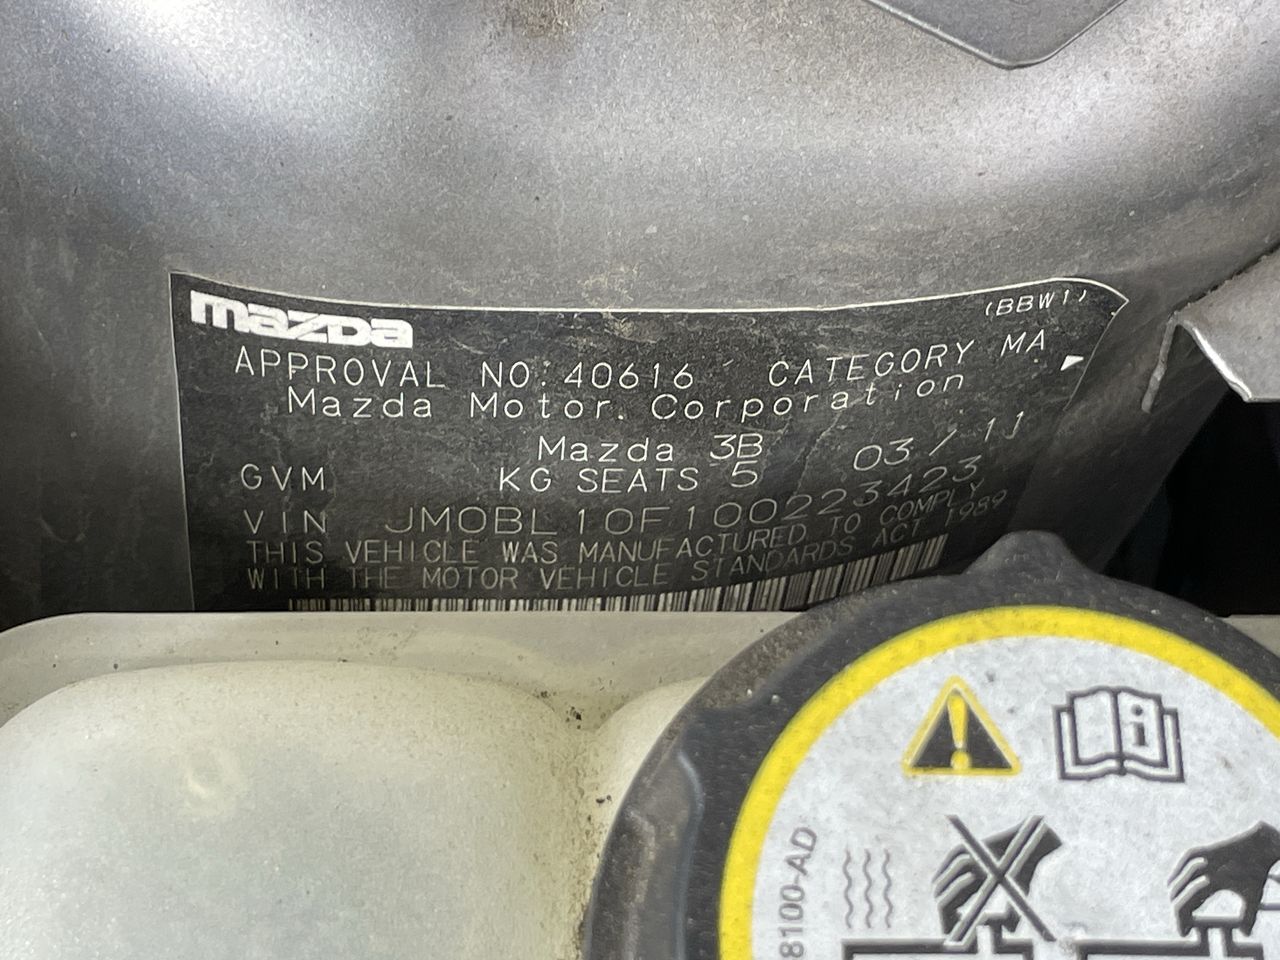 mazda
(BBW1)
APPROVAL NO: 40616 CATEGORY MA
Mazda Motor. Corporation
Mazda 3B 03/11
GVM KG SEATS 5
VIN JM0BL10F100223423
THIS VEHICLE WAS MANUFACTURED TO COMPLY
WITH THE MOTOR VEHICLE STANDARDS ACT 1989
8100-AD